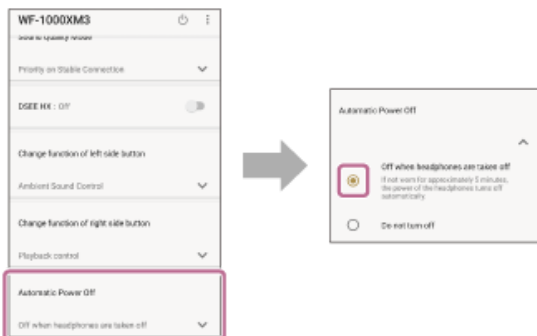 WF-1000XM3
Sound Quality Mode
Priority on Stable Connection
DSEE HX : Off
Change function of left side button
Ambient Sound Control
Change function of right side button
Playback control
Automatic Power Off
Off when headphones are taken off
Automatic Power Off
Off when headphones are taken off
If not worn for approximately 5 minutes,
the power of the headphones turns off
automatically.
Do not turn off